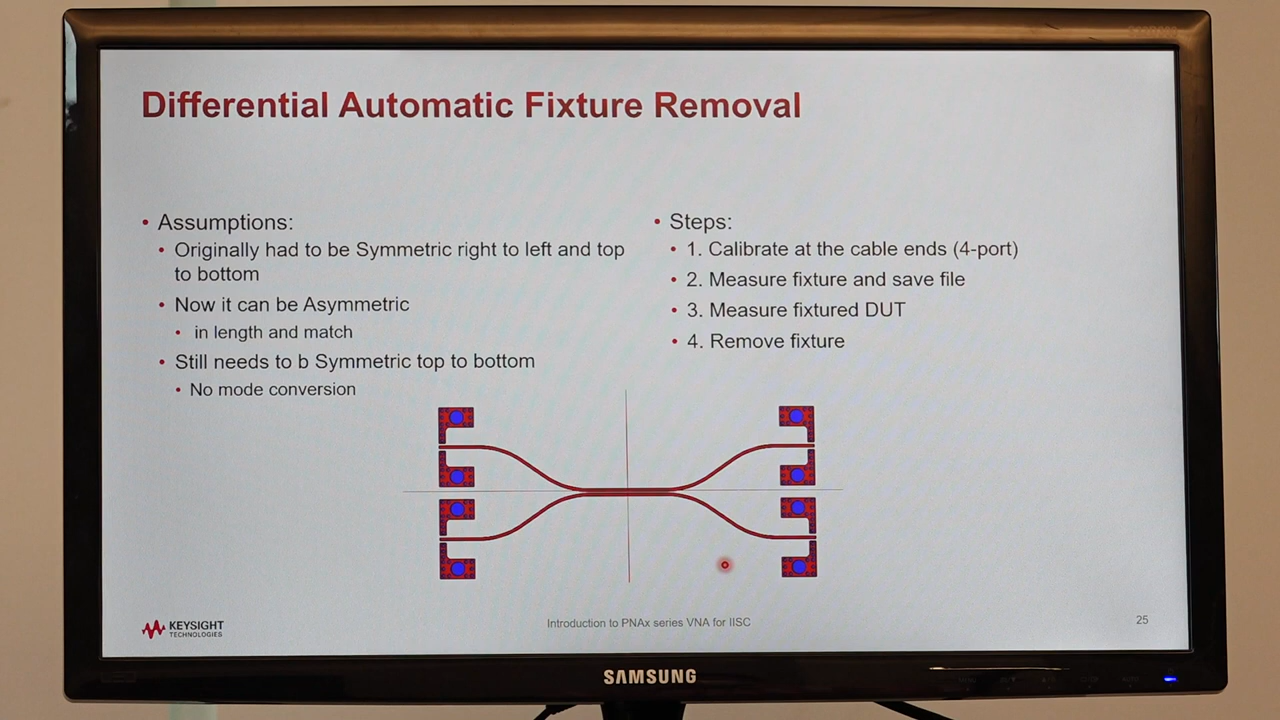 Differential Automatic Fixture Removal
• Assumptions:
• Originally had to be Symmetric right to left and top
to bottom
• Now it can be Asymmetric
• in length and match
• Still needs to b Symmetric top to bottom
• No mode conversion
• Steps:
• 1. Calibrate at the cable ends (4-port)
• 2. Measure fixture and save file
• 3. Measure fixtured DUT
• 4. Remove fixture
KEYSIGHT
TECHNOLOGIES
Introduction to PNAx series VNA for IISC
25
SAMSUNG